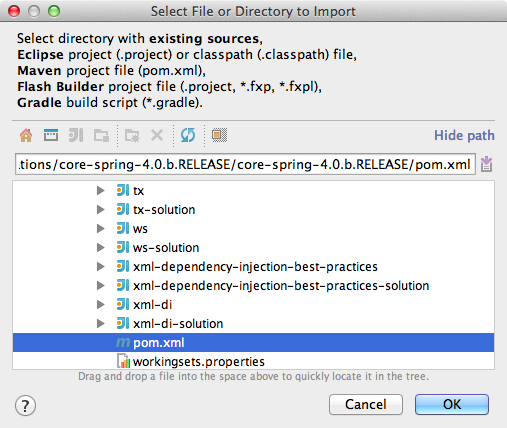 Select File or Directory to Import
Select directory with existing sources,
Eclipse project (.project) or classpath (.classpath) file,
Maven project file (pom.xml),
Flash Builder project file (.project, *.fxp, *.fxpl),
Gradle build script (*.gradle).
Hide path
.tions/core-spring-4.0.b.RELEASE/core-spring-4.0.b.RELEASE/pom.xml
tx
tx-solution
ws
ws-solution
xml-dependency-injection-best-practices
xml-dependency-injection-best-practices-solution
xml-di
xml-di-solution
m pom.xml
workingsets.properties
Drag and drop a file into the space above to quickly locate it in the tree.
? Cancel OK